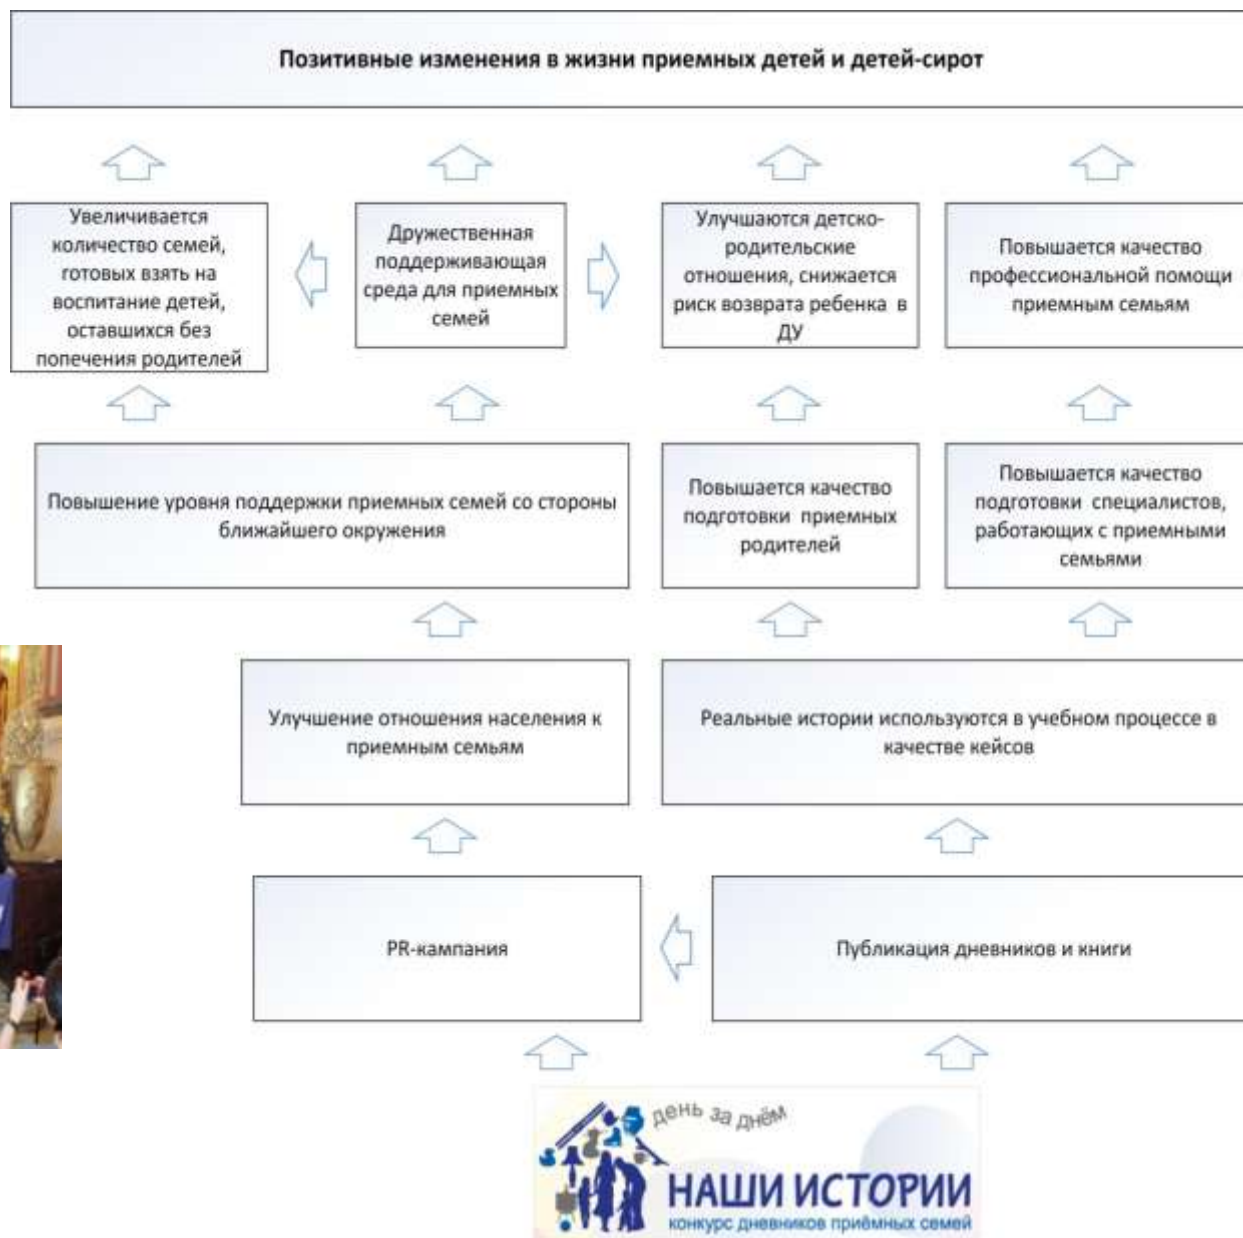 Позитивные изменения в жизни приемных детей и детей-сирот
Увеличивается
количество семей,
готовых взять на
воспитание детей,
оставшихся без
попечения родителей
Дружественная
поддерживающая
среда для приемных
семей
Улучшаются детско-
родительские
отношения, снижается
риск возврата ребенка в
ДУ
Повышается качество
профессиональной помощи
приемным семьям
Повышение уровня поддержки приемных семей со стороны
ближайшего окружения
Повышается качество
подготовки приемных
родителей
Повышается качество
подготовки специалистов,
работающих с приемными
семьями
Улучшение отношения населения к
приемным семьям
Реальные истории используются в учебном процессе в
качестве кейсов
PR-кампания
Публикация дневников и книги
день за днём
НАШИ ИСТОРИИ
конкурс дневников приёмных семей